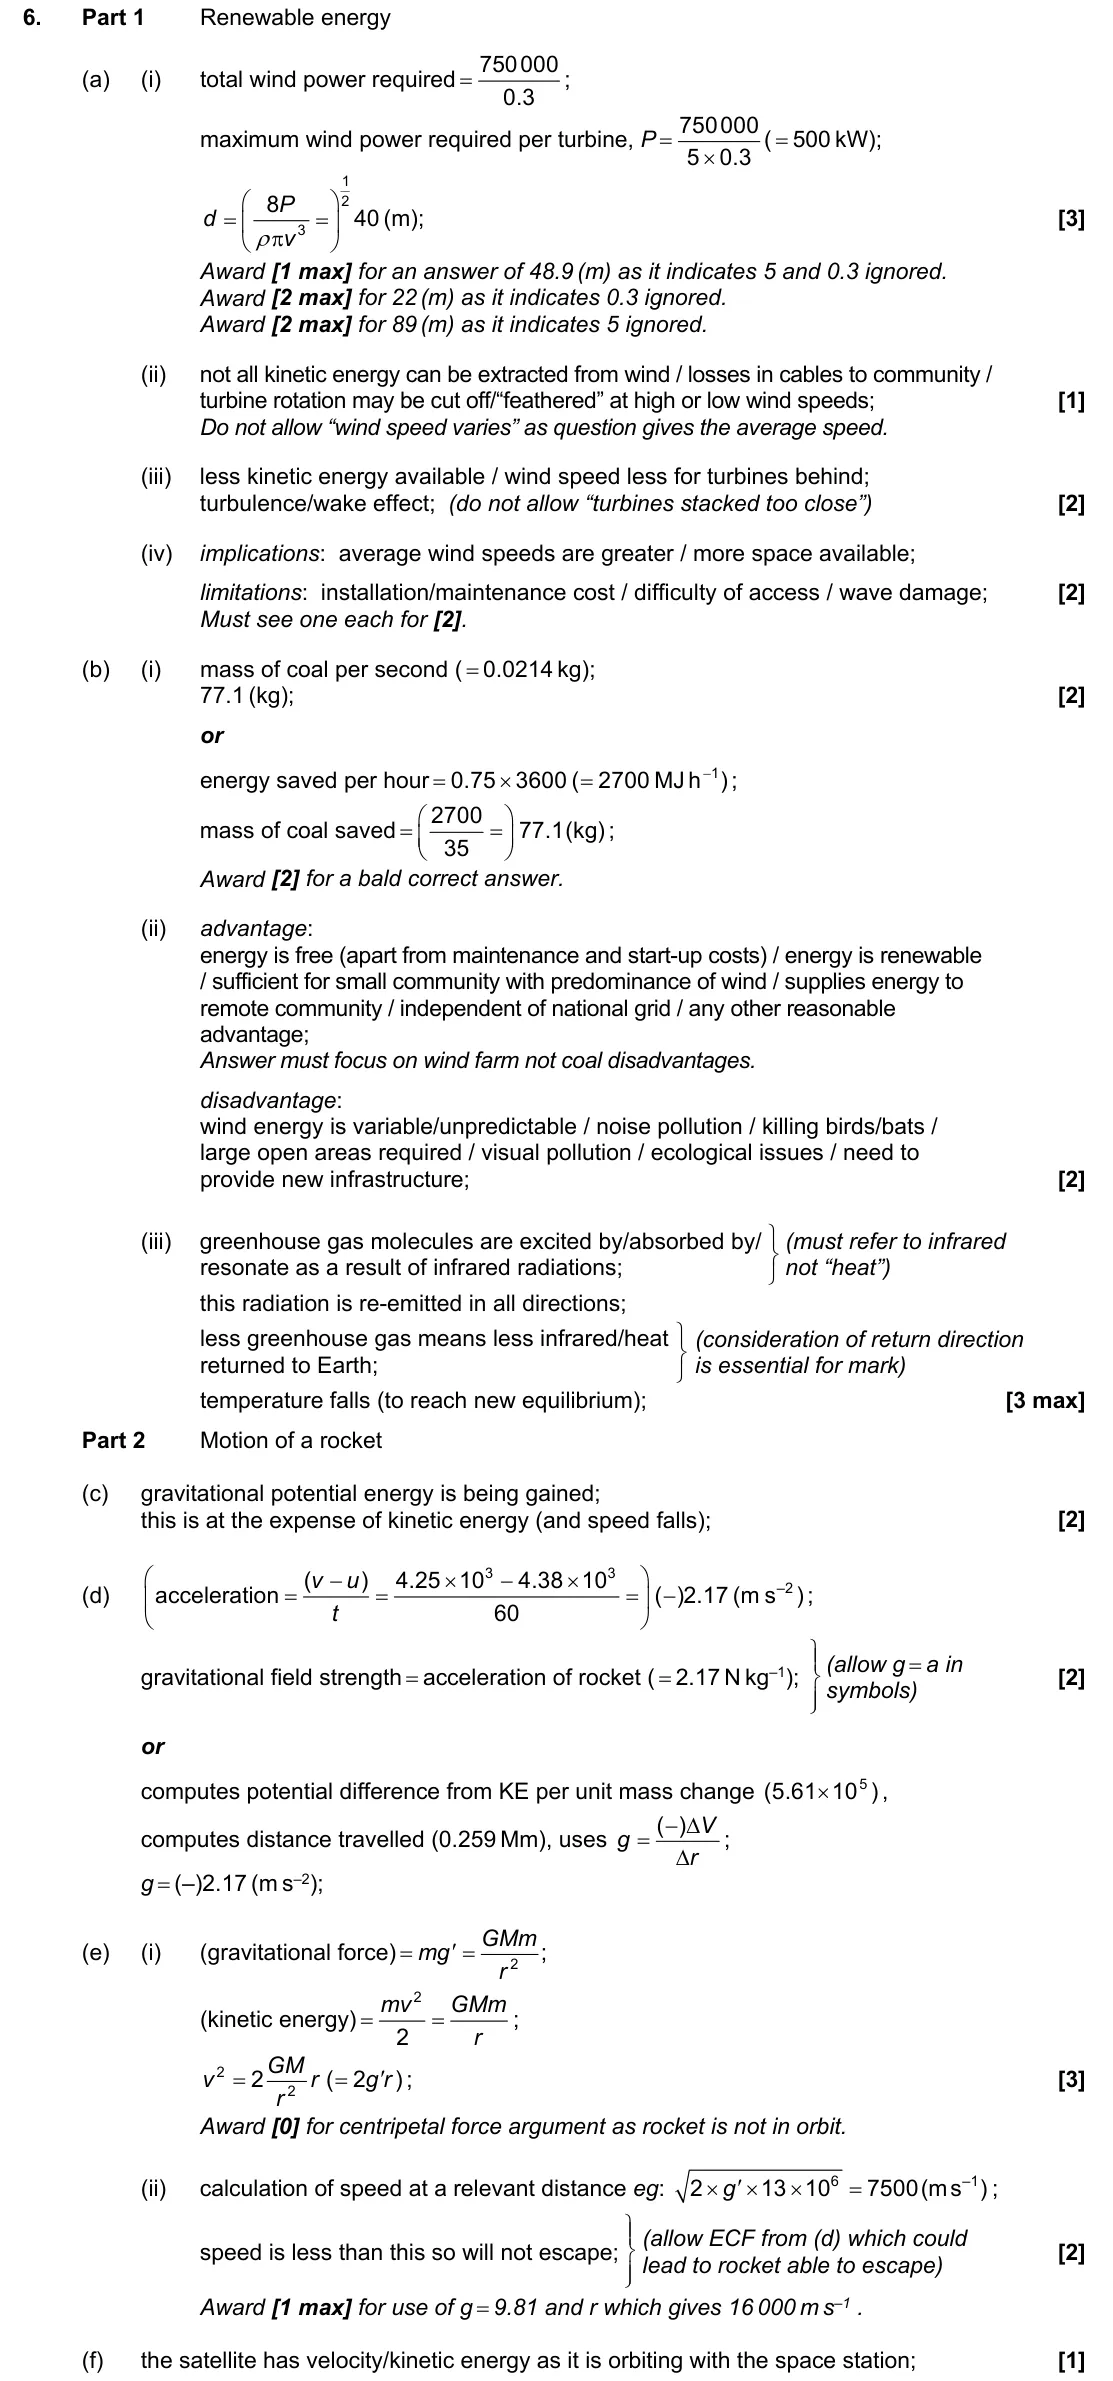 6. Part 1 Renewable energy
(a) (i) total wind power required = 750 000 / 0.3 ;
maximum wind power required per turbine, P = 750 000 / (5 × 0.3) ( = 500 kW);
d = ( 8P / ρπv³ = )^(1/2) 40 (m); [3]
Award [1 max] for an answer of 48.9 (m) as it indicates 5 and 0.3 ignored.
Award [2 max] for 22 (m) as it indicates 0.3 ignored.
Award [2 max] for 89 (m) as it indicates 5 ignored.
(ii) not all kinetic energy can be extracted from wind / losses in cables to community /
turbine rotation may be cut off/“feathered” at high or low wind speeds; [1]
Do not allow “wind speed varies” as question gives the average speed.
(iii) less kinetic energy available / wind speed less for turbines behind;
turbulence/wake effect; (do not allow “turbines stacked too close”) [2]
(iv) implications: average wind speeds are greater / more space available;
limitations: installation/maintenance cost / difficulty of access / wave damage; [2]
Must see one each for [2].
(b) (i) mass of coal per second ( = 0.0214 kg);
77.1 (kg); [2]
or
energy saved per hour = 0.75 × 3600 ( = 2700 MJ h⁻¹) ;
mass of coal saved = ( 2700 / 35 = ) 77.1(kg) ;
Award [2] for a bald correct answer.
(ii) advantage:
energy is free (apart from maintenance and start-up costs) / energy is renewable
/ sufficient for small community with predominance of wind / supplies energy to
remote community / independent of national grid / any other reasonable
advantage;
Answer must focus on wind farm not coal disadvantages.
disadvantage:
wind energy is variable/unpredictable / noise pollution / killing birds/bats /
large open areas required / visual pollution / ecological issues / need to
provide new infrastructure; [2]
(iii) greenhouse gas molecules are excited by/absorbed by/ } (must refer to infrared
resonate as a result of infrared radiations; not “heat”)
this radiation is re-emitted in all directions;
less greenhouse gas means less infrared/heat } (consideration of return direction
returned to Earth; is essential for mark)
temperature falls (to reach new equilibrium); [3 max]
Part 2 Motion of a rocket
(c) gravitational potential energy is being gained;
this is at the expense of kinetic energy (and speed falls); [2]
(d) ( acceleration = (v − u) / t = (4.25 × 10³ − 4.38 × 10³) / 60 = ) (−)2.17 (m s⁻²) ;
gravitational field strength = acceleration of rocket ( = 2.17 N kg⁻¹); } (allow g = a in symbols) [2]
or
computes potential difference from KE per unit mass change (5.61×10⁵) ,
computes distance travelled (0.259 Mm), uses g = (−)ΔV / Δr ;
g = (–)2.17 (m s⁻²);
(e) (i) (gravitational force) = mg′ = GMm / r² ;
(kinetic energy) = mv² / 2 = GMm / r ;
v² = 2 GM / r² r ( = 2g′r) ; [3]
Award [0] for centripetal force argument as rocket is not in orbit.
(ii) calculation of speed at a relevant distance eg: √(2 × g′ × 13 × 10⁶) = 7500(m s⁻¹) ;
speed is less than this so will not escape; } (allow ECF from (d) which could lead to rocket able to escape) [2]
Award [1 max] for use of g = 9.81 and r which gives 16 000 m s⁻¹ .
(f) the satellite has velocity/kinetic energy as it is orbiting with the space station; [1]